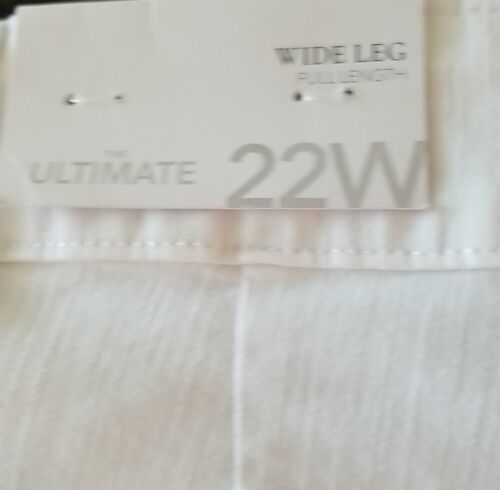 WIDE LEG
FULL LENGTH
THE
ULTIMATE
22W